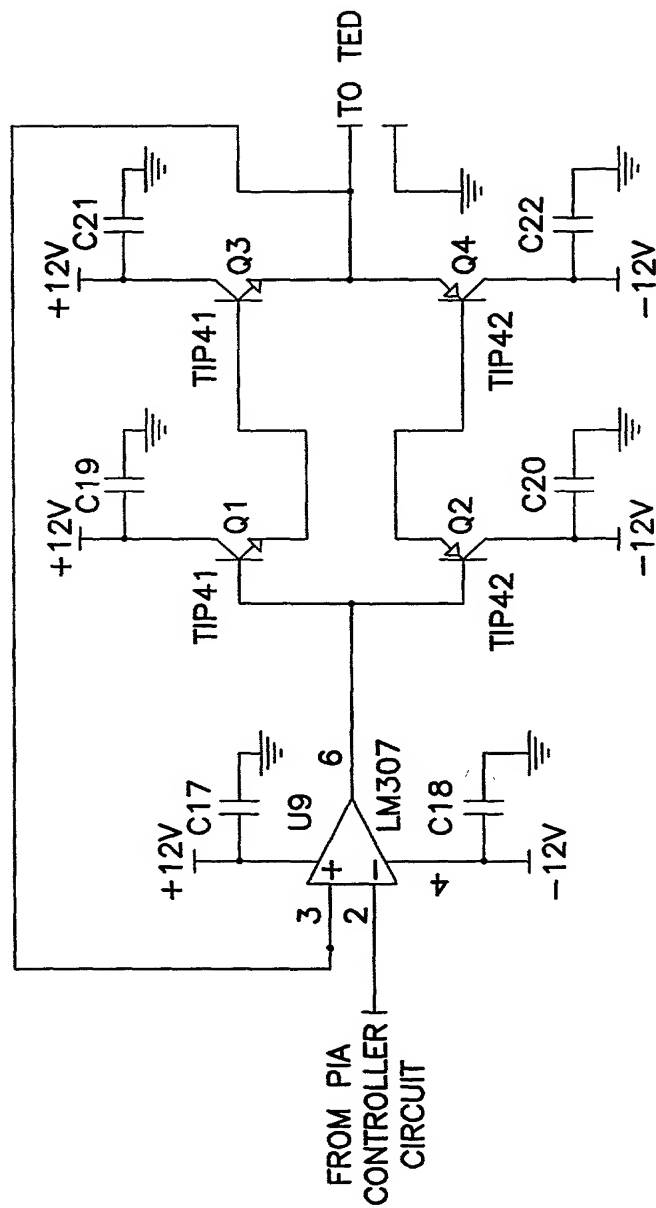 FROM PIA
CONTROLLER
CIRCUIT
3
2
+
−
+12V
C17
U9
6
LM307
4
C18
−12V
+12V
C19
TIP41
Q1
TIP42
Q2
C20
−12V
+12V
C21
TIP41
Q3
TIP42
Q4
C22
−12V
TO TED